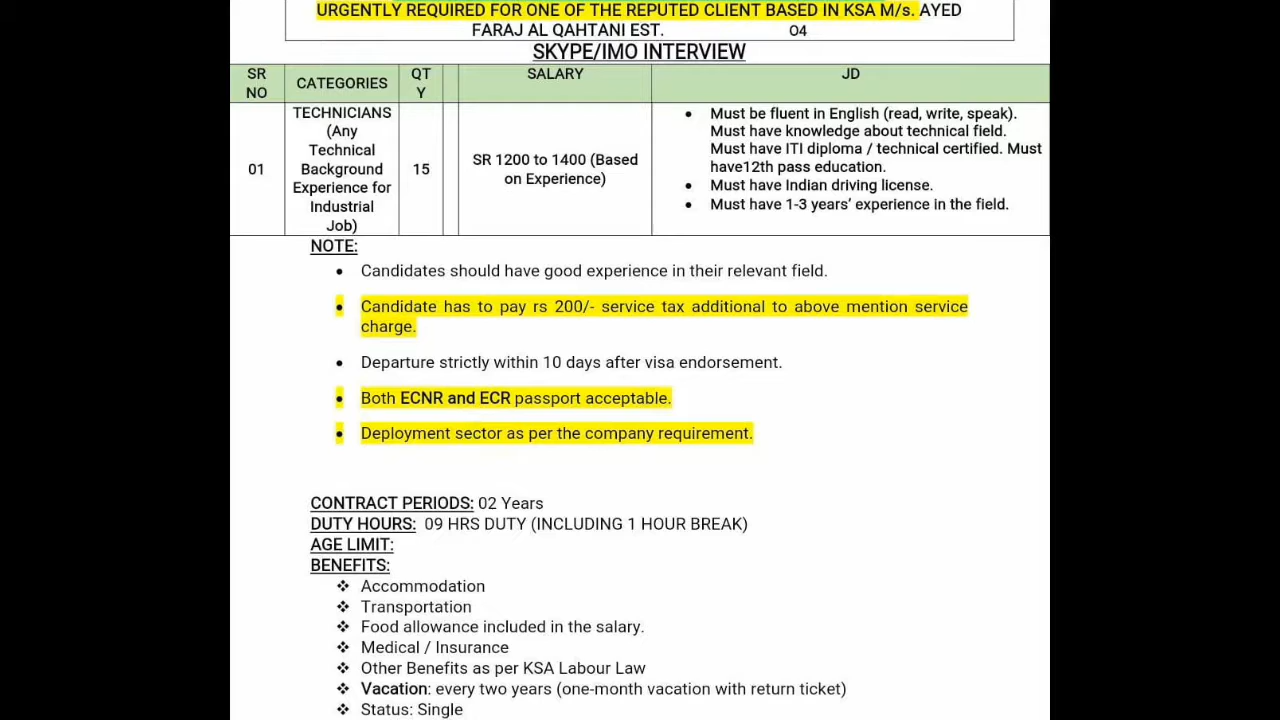 URGENTLY REQUIRED FOR ONE OF THE REPUTED CLIENT BASED IN KSA M/s. AYED
FARAJ AL QAHTANI EST. 04
SKYPE/IMO INTERVIEW
SR NO CATEGORIES QT Y SALARY JD
01
TECHNICIANS
(Any
Technical
Background
Experience for
Industrial
Job)
15
SR 1200 to 1400 (Based
on Experience)
• Must be fluent in English (read, write, speak).
Must have knowledge about technical field.
Must have ITI diploma / technical certified. Must
have12th pass education.
• Must have Indian driving license.
• Must have 1-3 years’ experience in the field.
NOTE:
• Candidates should have good experience in their relevant field.
• Candidate has to pay rs 200/- service tax additional to above mention service
charge.
• Departure strictly within 10 days after visa endorsement.
• Both ECNR and ECR passport acceptable.
• Deployment sector as per the company requirement.
CONTRACT PERIODS: 02 Years
DUTY HOURS: 09 HRS DUTY (INCLUDING 1 HOUR BREAK)
AGE LIMIT:
BENEFITS:
❖ Accommodation
❖ Transportation
❖ Food allowance included in the salary.
❖ Medical / Insurance
❖ Other Benefits as per KSA Labour Law
❖ Vacation: every two years (one-month vacation with return ticket)
❖ Status: Single